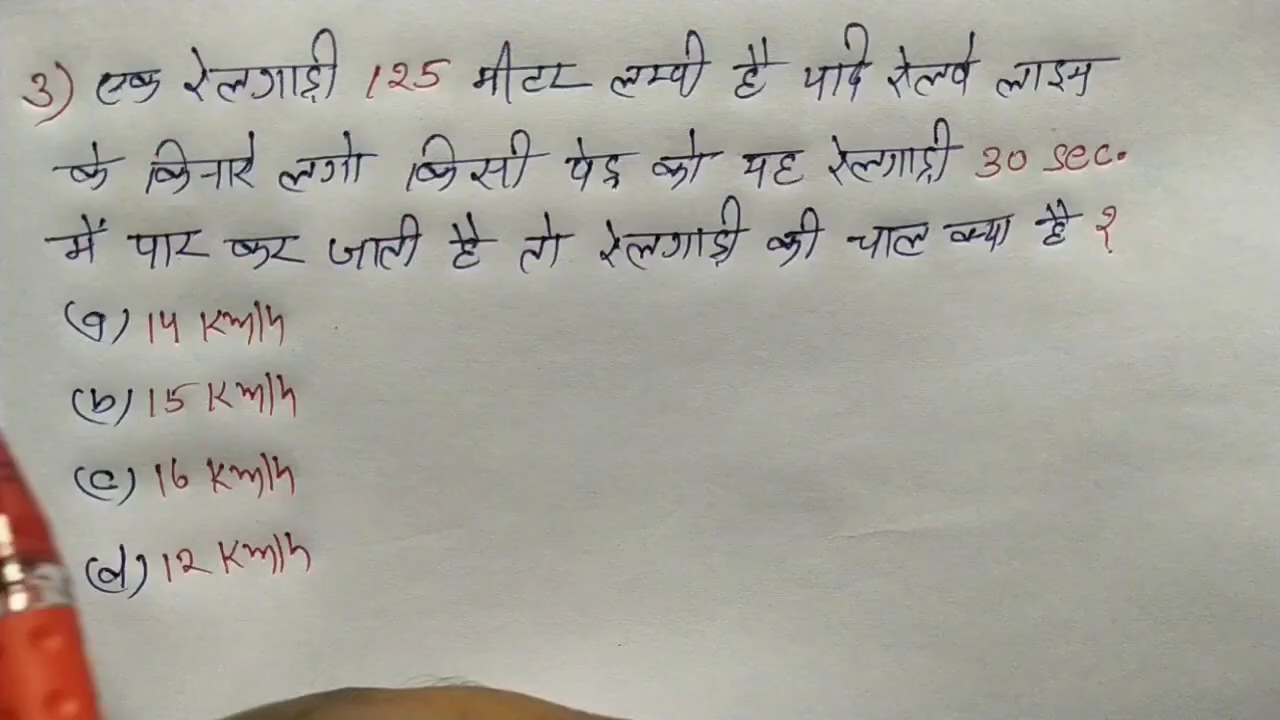 3) एक रेलगाड़ी 125 मीटर लम्बी है यदि रेलवे लाइन
के किनारे लगे किसी पेड़ को यह रेलगाड़ी 30 sec.
में पार कर जाती है तो रेलगाड़ी की चाल क्या है ?
(a) 14 Km/h
(b) 15 Km/h
(c) 16 Km/h
(d) 12 Km/h